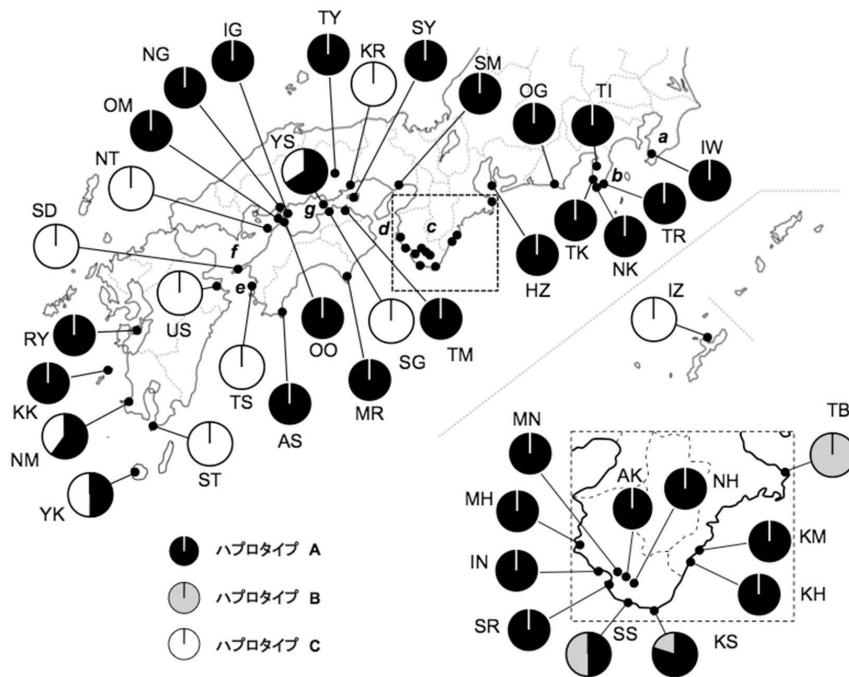 TY
SY
IG
KR
NG
SM
OG
TI
OM
a
IW
YS
NT
b
g
SD
d
c
TK
TR
f
NK
HZ
e
US
IZ
RY
OO
SG
TM
TS
KK
AS
MR
TB
MN
NM
ST
AK
NH
MH
YK
KM
IN
ハプロタイプ A
KH
ハプロタイプ B
SR
SS
KS
ハプロタイプ C